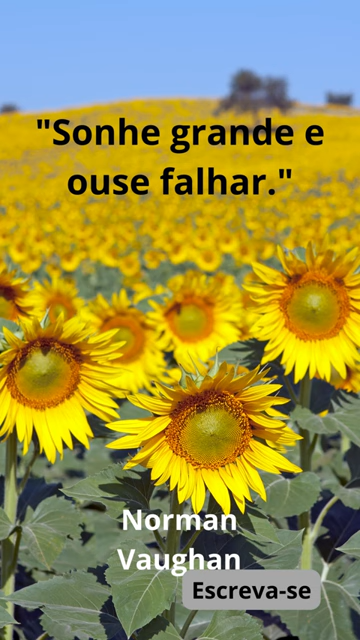 "Sonhe grande e
ouse falhar."
Norman
Vaughan
Escreva-se